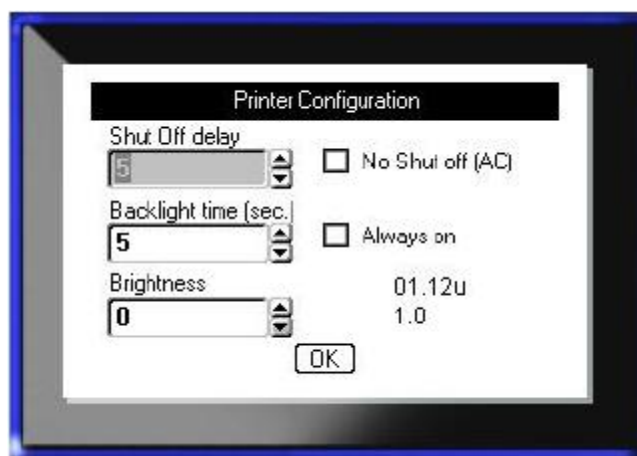 Printer Configuration
Shut Off delay
5
No Shut off (AC)
Backlight time (sec.)
5
Always on
Brightness
0
01.12u
1.0
OK